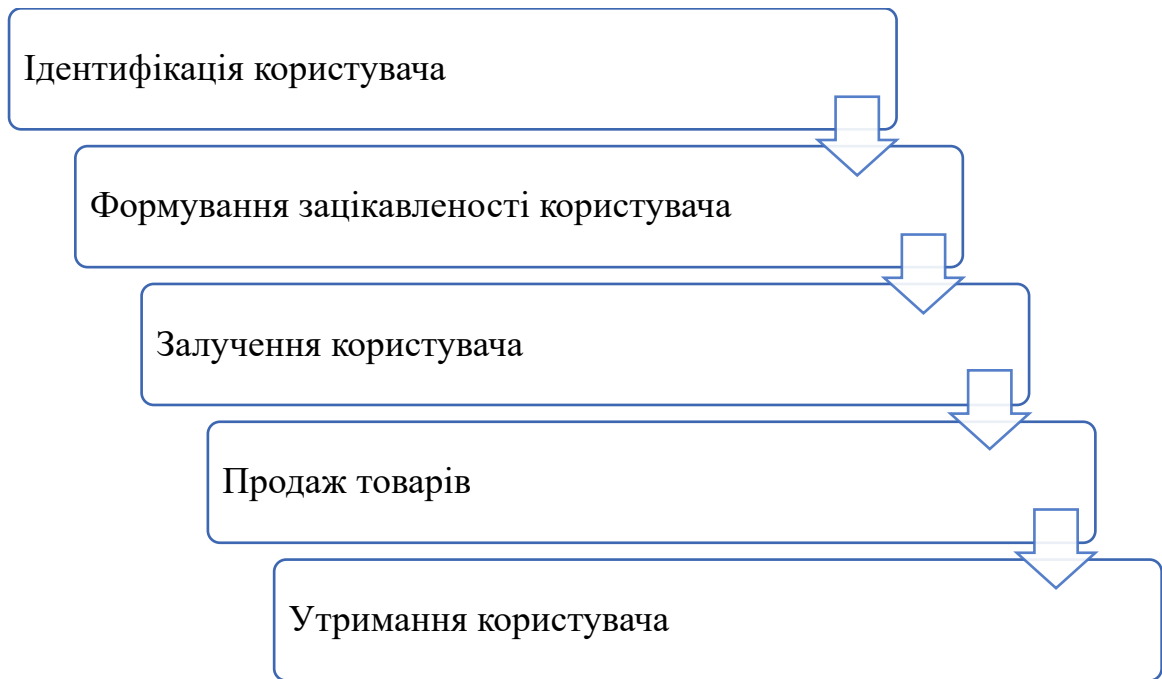 Ідентифікація користувача
Формування зацікавленості користувача
Залучення користувача
Продаж товарів
Утримання користувача